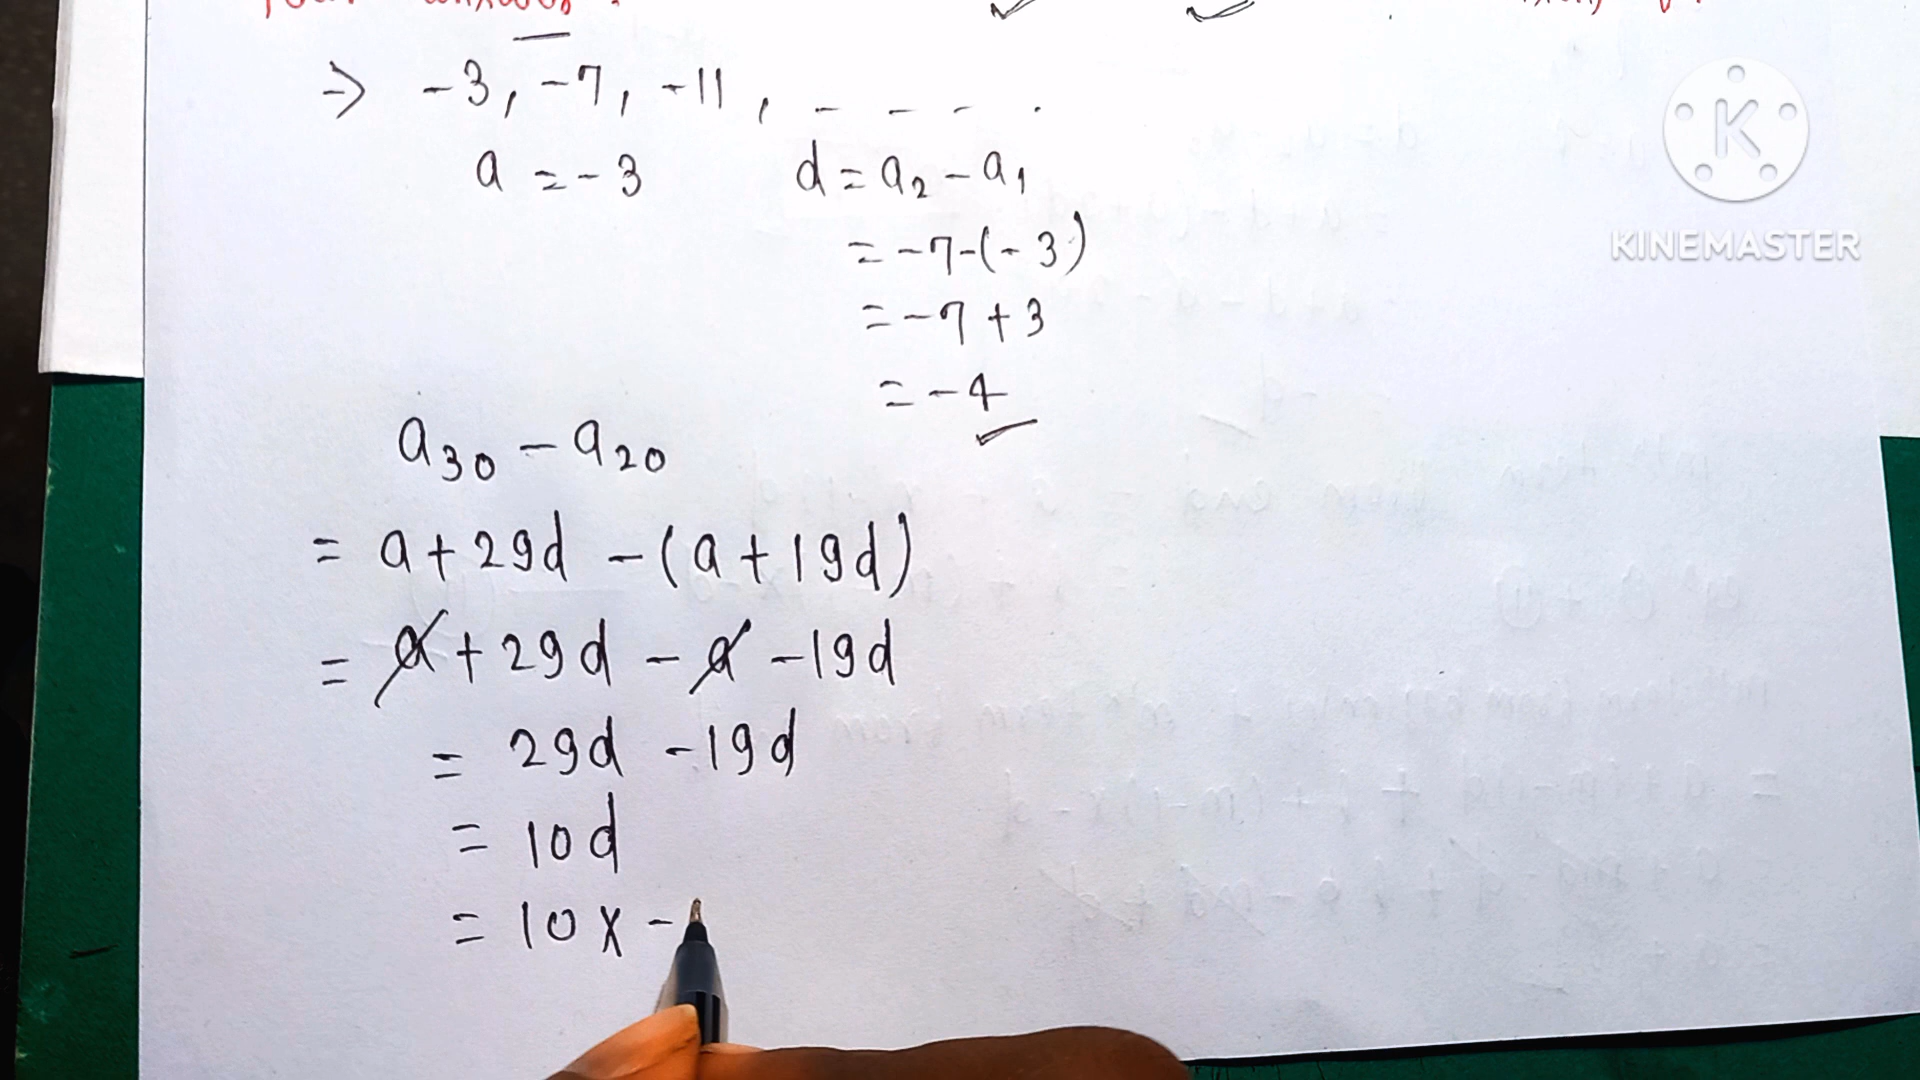 → -3, -7, -11, - - - .
a = -3 d = a₂ - a₁
= -7-(-3)
= -7 + 3
= -4
a₃₀ - a₂₀
= a + 29d - (a + 19d)
= a + 29d - a - 19d
= 29d - 19d
= 10d
= 10 x -
K
KINEMASTER